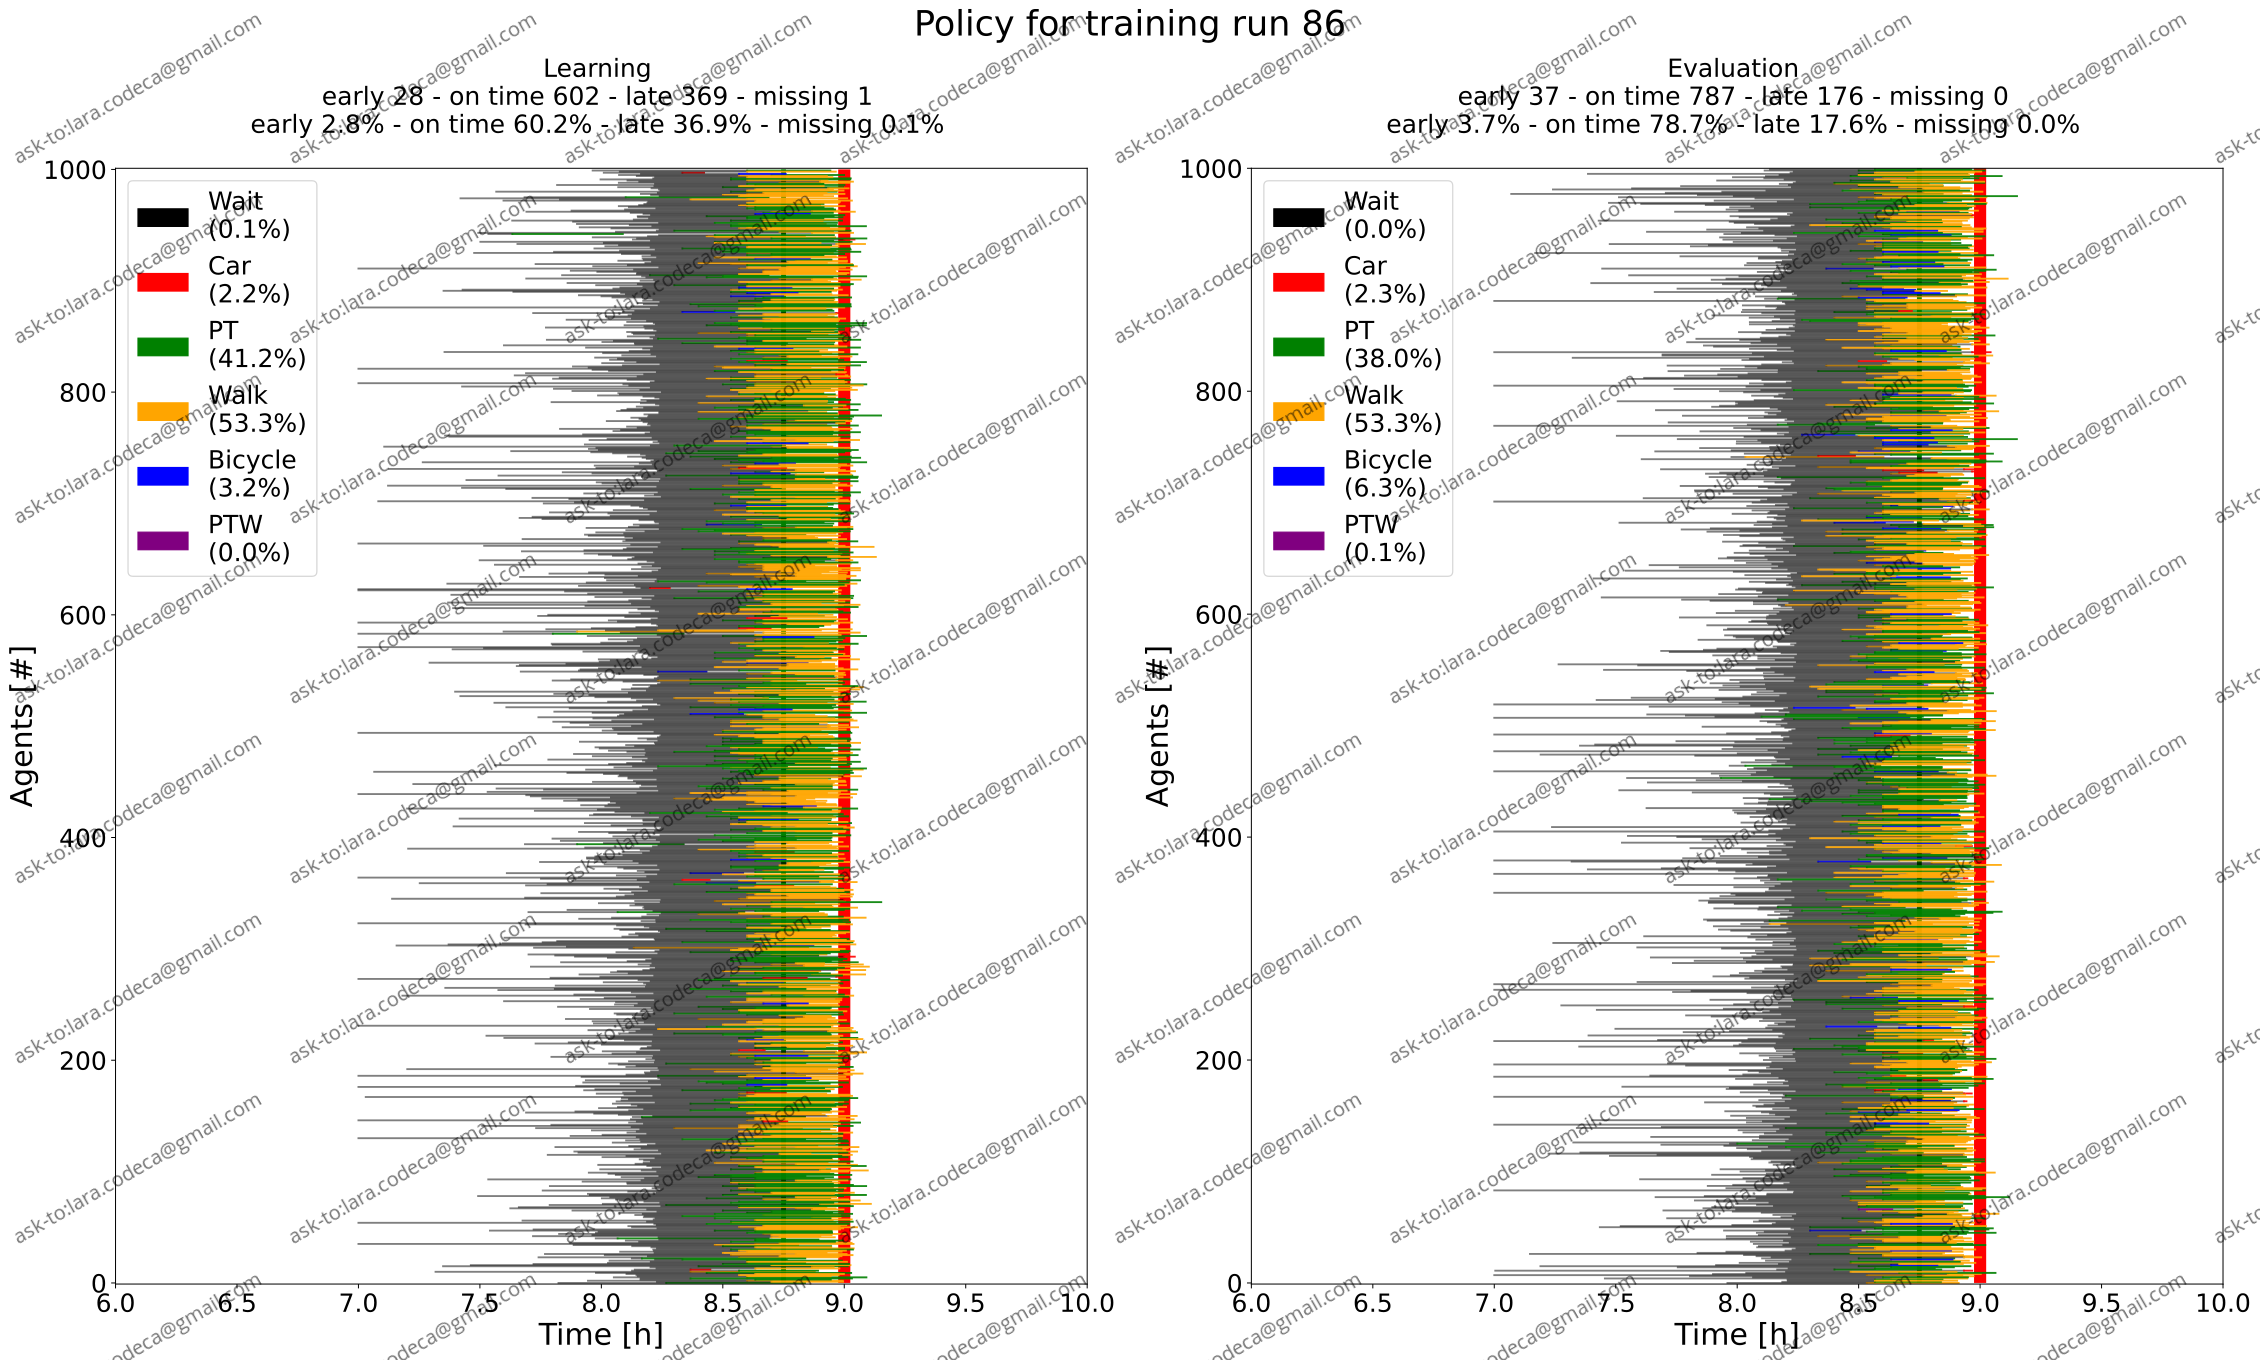 Policy for training run 86
Learning
early 28 - on time 602 - late 369 - missing 1
early 2.8% - on time 60.2% - late 36.9% - missing 0.1%
1000
800
600
400
200
0
Agents [#]
Wait
(0.1%)
Car
(2.2%)
PT
(41.2%)
Walk
(53.3%)
Bicycle
(3.2%)
PTW
(0.0%)
6.0 6.5 7.0 7.5 8.0 8.5 9.0 9.5 10.0
Time [h]
Evaluation
early 37 - on time 787 - late 176 - missing 0
early 3.7% - on time 78.7% - late 17.6% - missing 0.0%
1000
800
600
400
200
0
Agents [#]
Wait
(0.0%)
Car
(2.3%)
PT
(38.0%)
Walk
(53.3%)
Bicycle
(6.3%)
PTW
(0.1%)
6.0 6.5 7.0 7.5 8.0 8.5 9.0 9.5 10.0
Time [h]
ask-to:lara.codeca@gmail.com